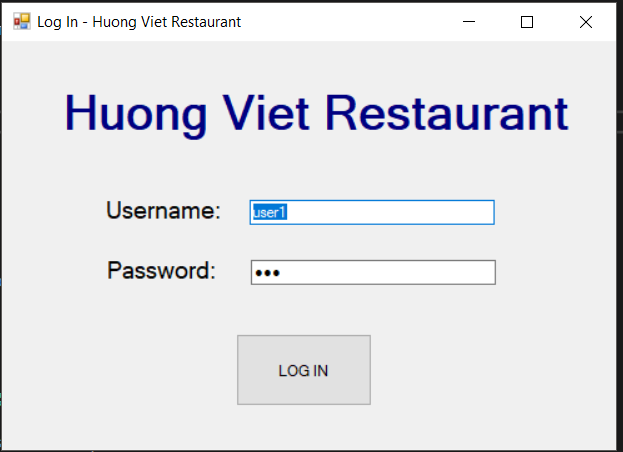 Log In - Huong Viet Restaurant
Huong Viet Restaurant
Username: user1
Password: •••
LOG IN